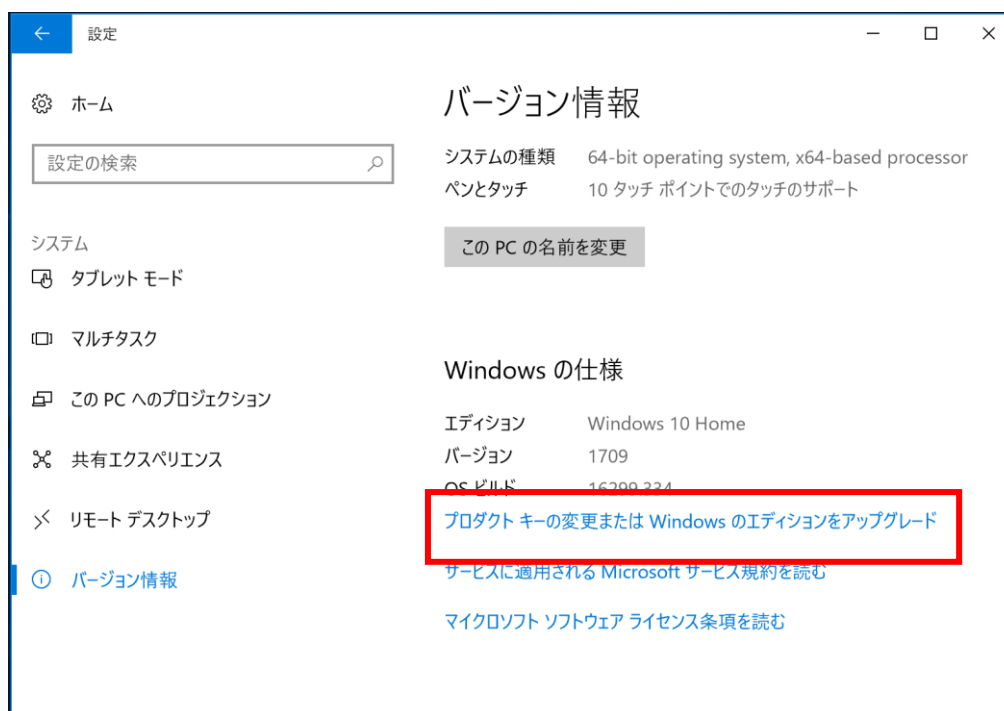 設定
ホーム
設定の検索
システム
タブレット モード
マルチタスク
この PC へのプロジェクション
共有エクスペリエンス
リモート デスクトップ
バージョン情報
バージョン情報
システムの種類 64-bit operating system, x64-based processor
ペンとタッチ 10 タッチ ポイントでのタッチのサポート
この PC の名前を変更
Windows の仕様
エディション Windows 10 Home
バージョン 1709
OS ビルド 16299.334
プロダクト キーの変更または Windows のエディションをアップグレード
サービスに適用される Microsoft サービス規約を読む
マイクロソフト ソフトウェア ライセンス条項を読む